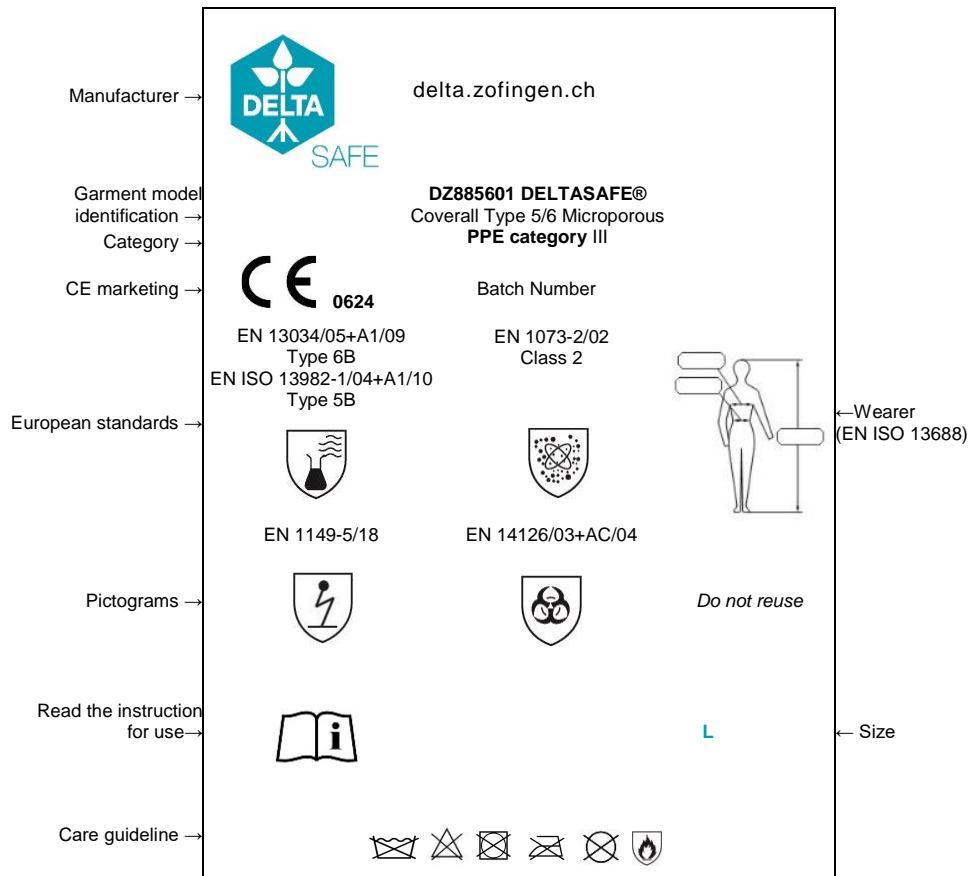 Manufacturer →
DELTA
SAFE
delta.zofingen.ch
Garment model
identification →
DZ885601 DELTASAFE®
Coverall Type 5/6 Microporous
Category →
PPE category III
CE marketing →
CE 0624
Batch Number
European standards →
EN 13034/05+A1/09
Type 6B
EN ISO 13982-1/04+A1/10
Type 5B
EN 1073-2/02
Class 2
←Wearer
(EN ISO 13688)
EN 1149-5/18
EN 14126/03+AC/04
Pictograms →
Do not reuse
Read the instruction
for use→
i
L
← Size
Care guideline →